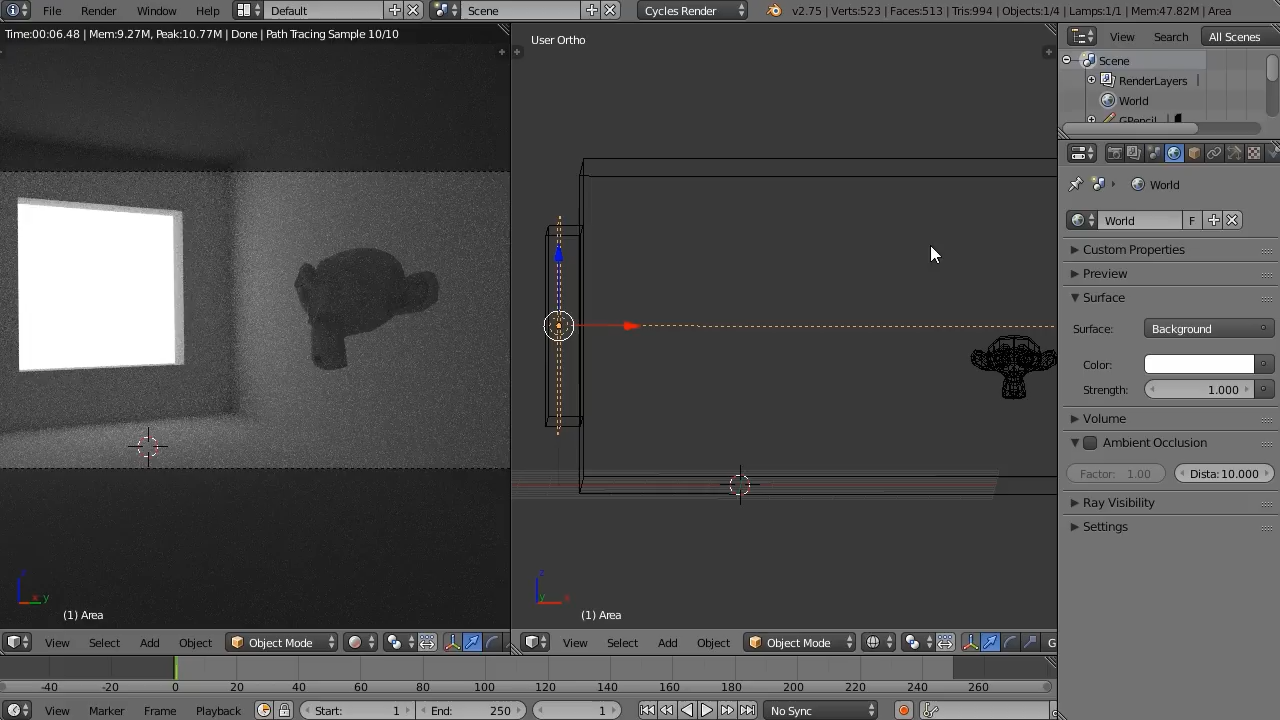 File Render Window Help Default Scene Cycles Render v2.75 | Verts:523 | Faces:513 | Tris:994 | Objects:1/4 | Lamps:1/1 | Mem:47.82M | Area
Time:00:06.48 | Mem:9.27M, Peak:10.77M | Done | Path Tracing Sample 10/10
User Ortho
View Search All Scenes
Scene
RenderLayers
World
GPencil
World
World F
Custom Properties
Preview
Surface
Surface: Background
Color:
Strength: 1.000
Volume
Ambient Occlusion
Factor: 1.00 Dista: 10.000
Ray Visibility
Settings
z
x y
(1) Area
z
y x
(1) Area
View Select Add Object Object Mode
View Select Add Object Object Mode G
-40 -20 0 20 40 60 80 100 120 140 160 180 200 220 240 260
View Marker Frame Playback Start: 1 End: 250 1 No Sync